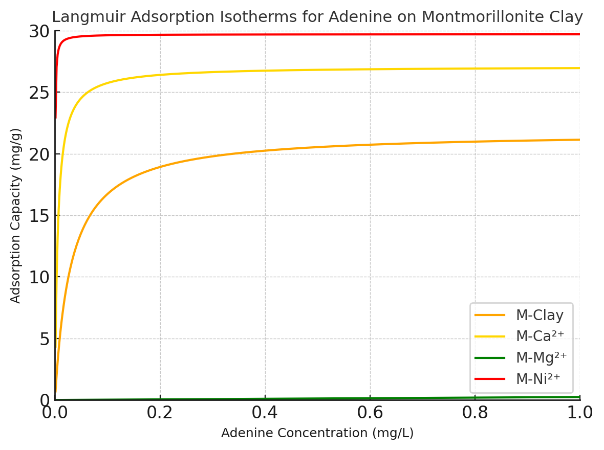 Langmuir Adsorption Isotherms for Adenine on Montmorillonite Clay
30
25
20
15
10
5
0
Adsorption Capacity (mg/g)
M-Clay
M-Ca²⁺
M-Mg²⁺
M-Ni²⁺
0.0 0.2 0.4 0.6 0.8 1.0
Adenine Concentration (mg/L)